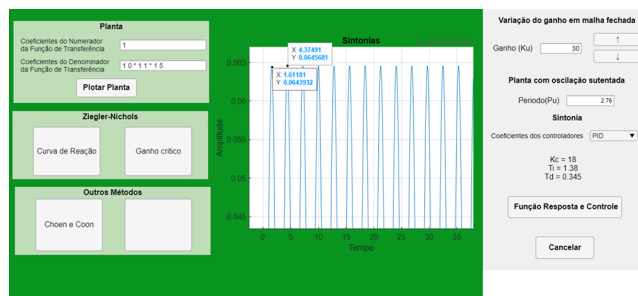 Planta
Coeficientes do Numerador
da Função de Transferência
1
Coeficientes do Denominador
da Função de Transferência
1 0 * 1 1 * 1 5
Plotar Planta
Ziegler-Nichols
Curva de Reação
Ganho critico
Outros Métodos
Choen e Coon
Sintonias
X 4.37491
Y 0.0645681
X 1.61181
Y 0.0643932
0.065
0.06
0.055
0.05
0.045
Amplitude
0 5 10 15 20 25 30 35
Tempo
Variação do ganho em malha fechada
Ganho (Ku)
30
↑
↓
Planta com oscilação sutentada
Periodo(Pu)
2.76
Sintonia
Coeficientes dos controladores
PID
Kc = 18
Ti = 1.38
Td = 0.345
Função Resposta e Controle
Cancelar